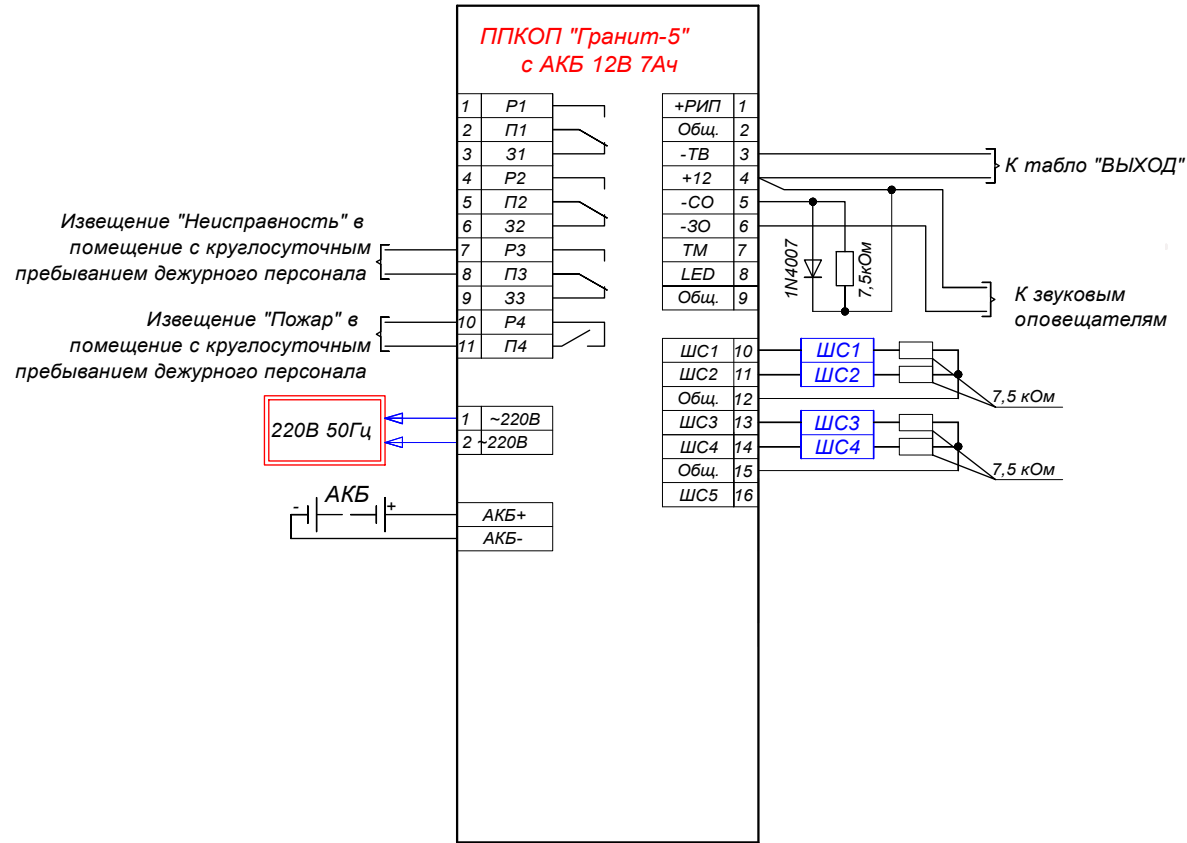 ППКОП "Гранит-5"
с АКБ 12В 7Ач
1 Р1
2 П1
3 З1
4 Р2
5 П2
6 З2
7 Р3
8 П3
9 З3
10 Р4
11 П4
Извещение "Неисправность" в
помещение с круглосуточным
пребыванием дежурного персонала
Извещение "Пожар" в
помещение с круглосуточным
пребыванием дежурного персонала
220В 50Гц
1 ~220В
2 ~220В
АКБ
- +
АКБ+
АКБ-
+РИП 1
Общ. 2
-ТВ 3
+12 4
-СО 5
-ЗО 6
ТМ 7
LED 8
Общ. 9
К табло "ВЫХОД"
1N4007
7,5кОм
К звуковым
оповещателям
ШС1 10
ШС2 11
Общ. 12
ШС3 13
ШС4 14
Общ. 15
ШС5 16
ШС1
ШС2
7,5 кОм
ШС3
ШС4
7,5 кОм